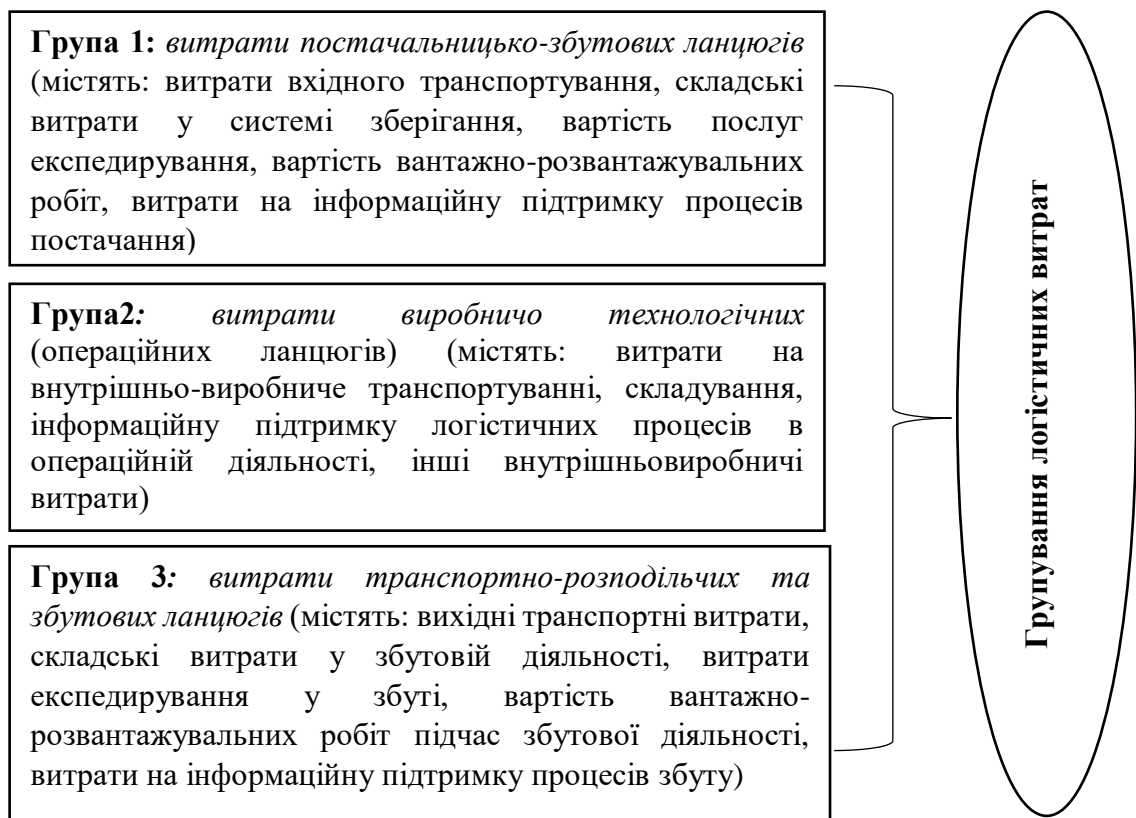 Група 1: витрати постачальницько-збутових ланцюгів
(містять: витрати вхідного транспортування, складські
витрати у системі зберігання, вартість послуг
експедирування, вартість вантажно-розвантажувальних
робіт, витрати на інформаційну підтримку процесів
постачання)
Група2: витрати виробничо технологічних
(операційних ланцюгів) (містять: витрати на
внутрішньо-виробниче транспортуванні, складування,
інформаційну підтримку логістичних процесів в
операційній діяльності, інші внутрішньовиробничі
витрати)
Група 3: витрати транспортно-розподільчих та
збутових ланцюгів (містять: вихідні транспортні витрати,
складські витрати у збутовій діяльності, витрати
експедирування у збуті, вартість вантажно-
розвантажувальних робіт підчас збутової діяльності,
витрати на інформаційну підтримку процесів збуту)
Групування логістичних витрат